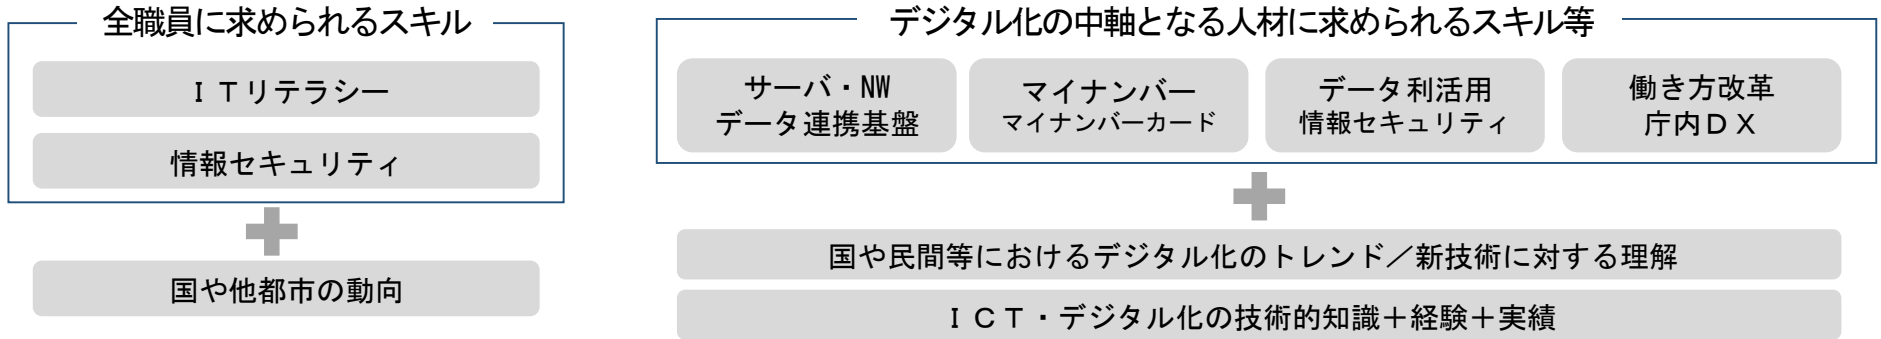 全職員に求められるスキル
ＩＴリテラシー
情報セキュリティ
国や他都市の動向
デジタル化の中軸となる人材に求められるスキル等
サーバ・NW
データ連携基盤
マイナンバー
マイナンバーカード
データ利活用
情報セキュリティ
働き方改革
庁内ＤＸ
国や民間等におけるデジタル化のトレンド／新技術に対する理解
ＩＣＴ・デジタル化の技術的知識＋経験＋実績